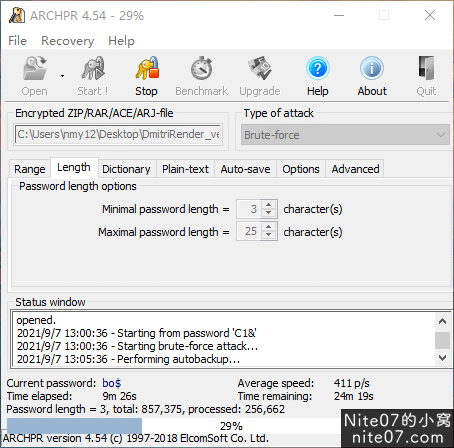 ARCHPR 4.54 - 29%
File Recovery Help
Open Start ! Stop Benchmark Upgrade Help About Quit
Encrypted ZIP/RAR/ACE/ARJ-file
Type of attack
C:\Users\nmy12\Desktop\DmitriRender_ve
Brute-force
Range Length Dictionary Plain-text Auto-save Options Advanced
Password length options
Minimal password length = 3 character(s)
Maximal password length = 25 character(s)
Status window
opened.
2021/9/7 13:00:36 - Starting from password 'C1&'
2021/9/7 13:00:36 - Starting brute-force attack...
2021/9/7 13:05:36 - Performing autobackup...
Current password: bo$
Average speed: 411 p/s
Time elapsed: 9m 26s
Time remaining: 24m 19s
Password length = 3, total: 857,375, processed: 256,662
29%
ARCHPR version 4.54 (c) 1997-2018 ElcomSoft Co. Ltd.
Nite07的小窝
nite07.com